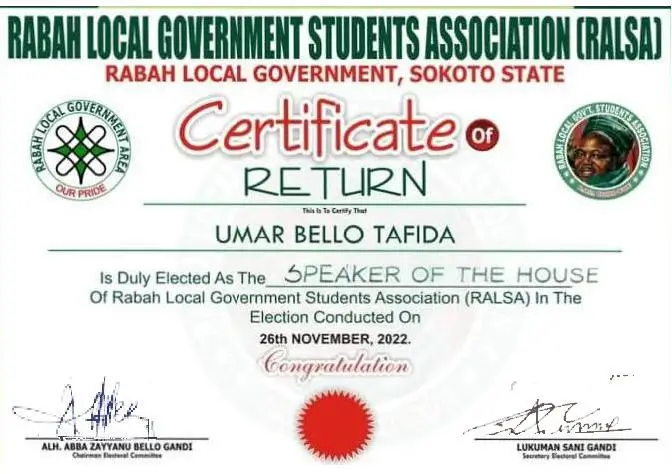 RABAH LOCAL GOVERNMENT STUDENTS ASSOCIATION (RALSA)
RABAH LOCAL GOVERNMENT, SOKOTO STATE
RABAH LOCAL GOVERNMENT AREA
OUR PRIDE
Certificate Of
RABAH LOCAL GOV'T. STUDENTS ASSOCIATION
RETURN
This Is To Certify That
UMAR BELLO TAFIDA
Is Duly Elected As The SPEAKER OF THE HOUSE
Of Rabah Local Government Students Association (RALSA) In The
Election Conducted On
26th NOVEMBER, 2022.
Congratulation
ALH. ABBA ZAYYANU BELLO GANDI
Chairman Electoral Committee
LUKUMAN SANI GANDI
Secretary Electoral Committee